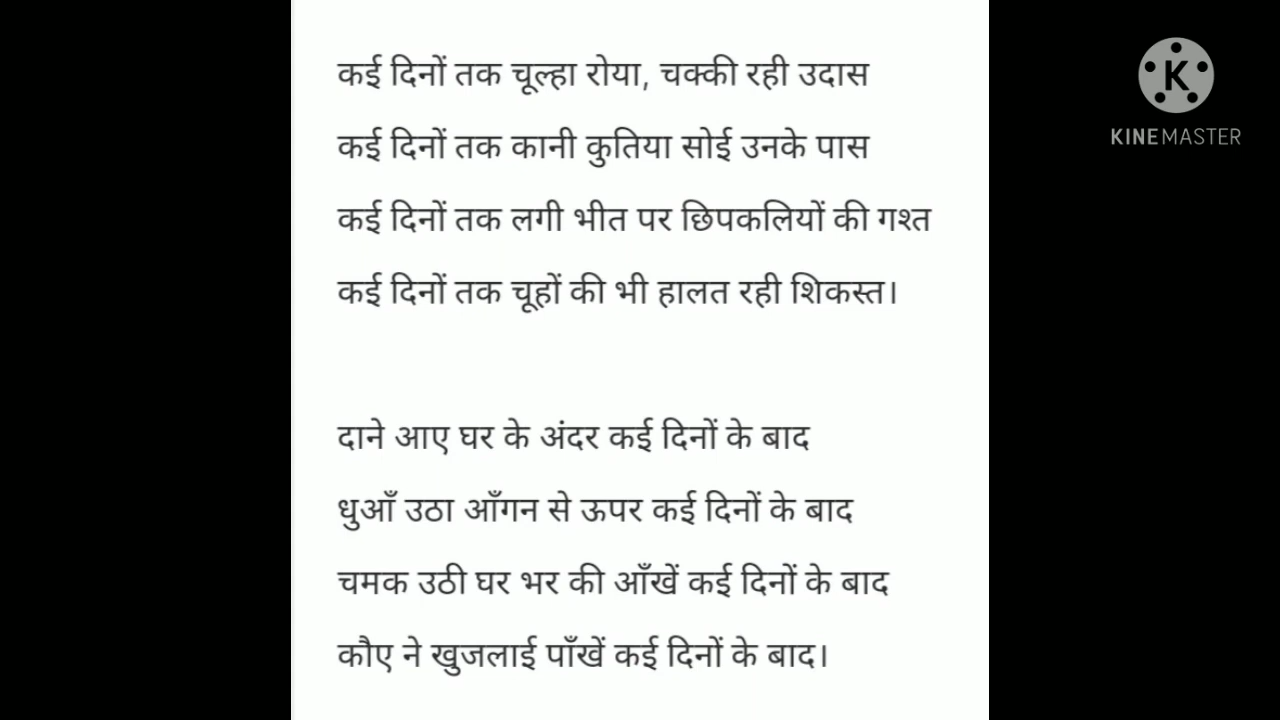 कई दिनों तक चूल्हा रोया, चक्की रही उदास
कई दिनों तक कानी कुतिया सोई उनके पास
कई दिनों तक लगी भीत पर छिपकलियों की गश्त
कई दिनों तक चूहों की भी हालत रही शिकस्त।
दाने आए घर के अंदर कई दिनों के बाद
धुआँ उठा आँगन से ऊपर कई दिनों के बाद
चमक उठी घर भर की आँखें कई दिनों के बाद
कौए ने खुजलाई पाँखें कई दिनों के बाद।
K
KINEMASTER